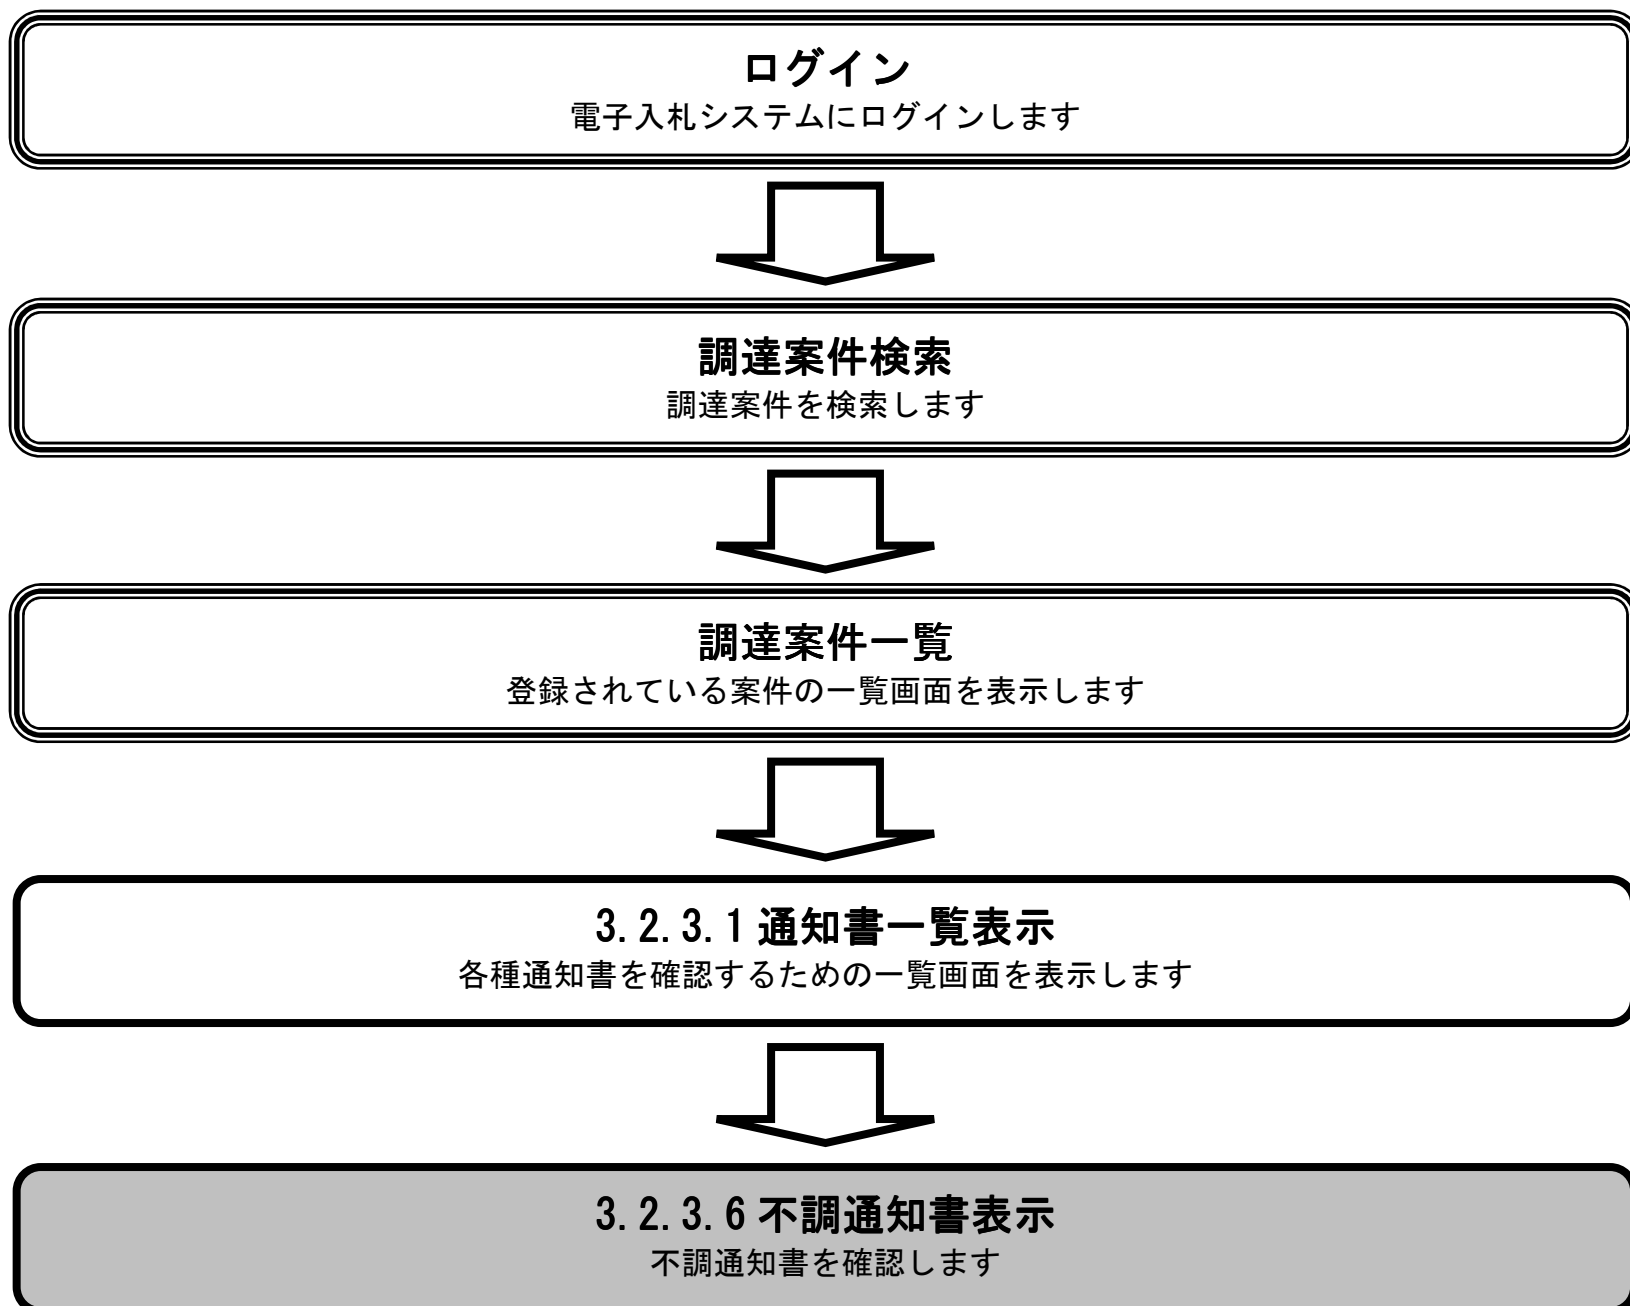 ログイン
電子入札システムにログインします
調達案件検索
調達案件を検索します
調達案件一覧
登録されている案件の一覧画面を表示します
3.2.3.1 通知書一覧表示
各種通知書を確認するための一覧画面を表示します
3.2.3.6 不調通知書表示
不調通知書を確認します